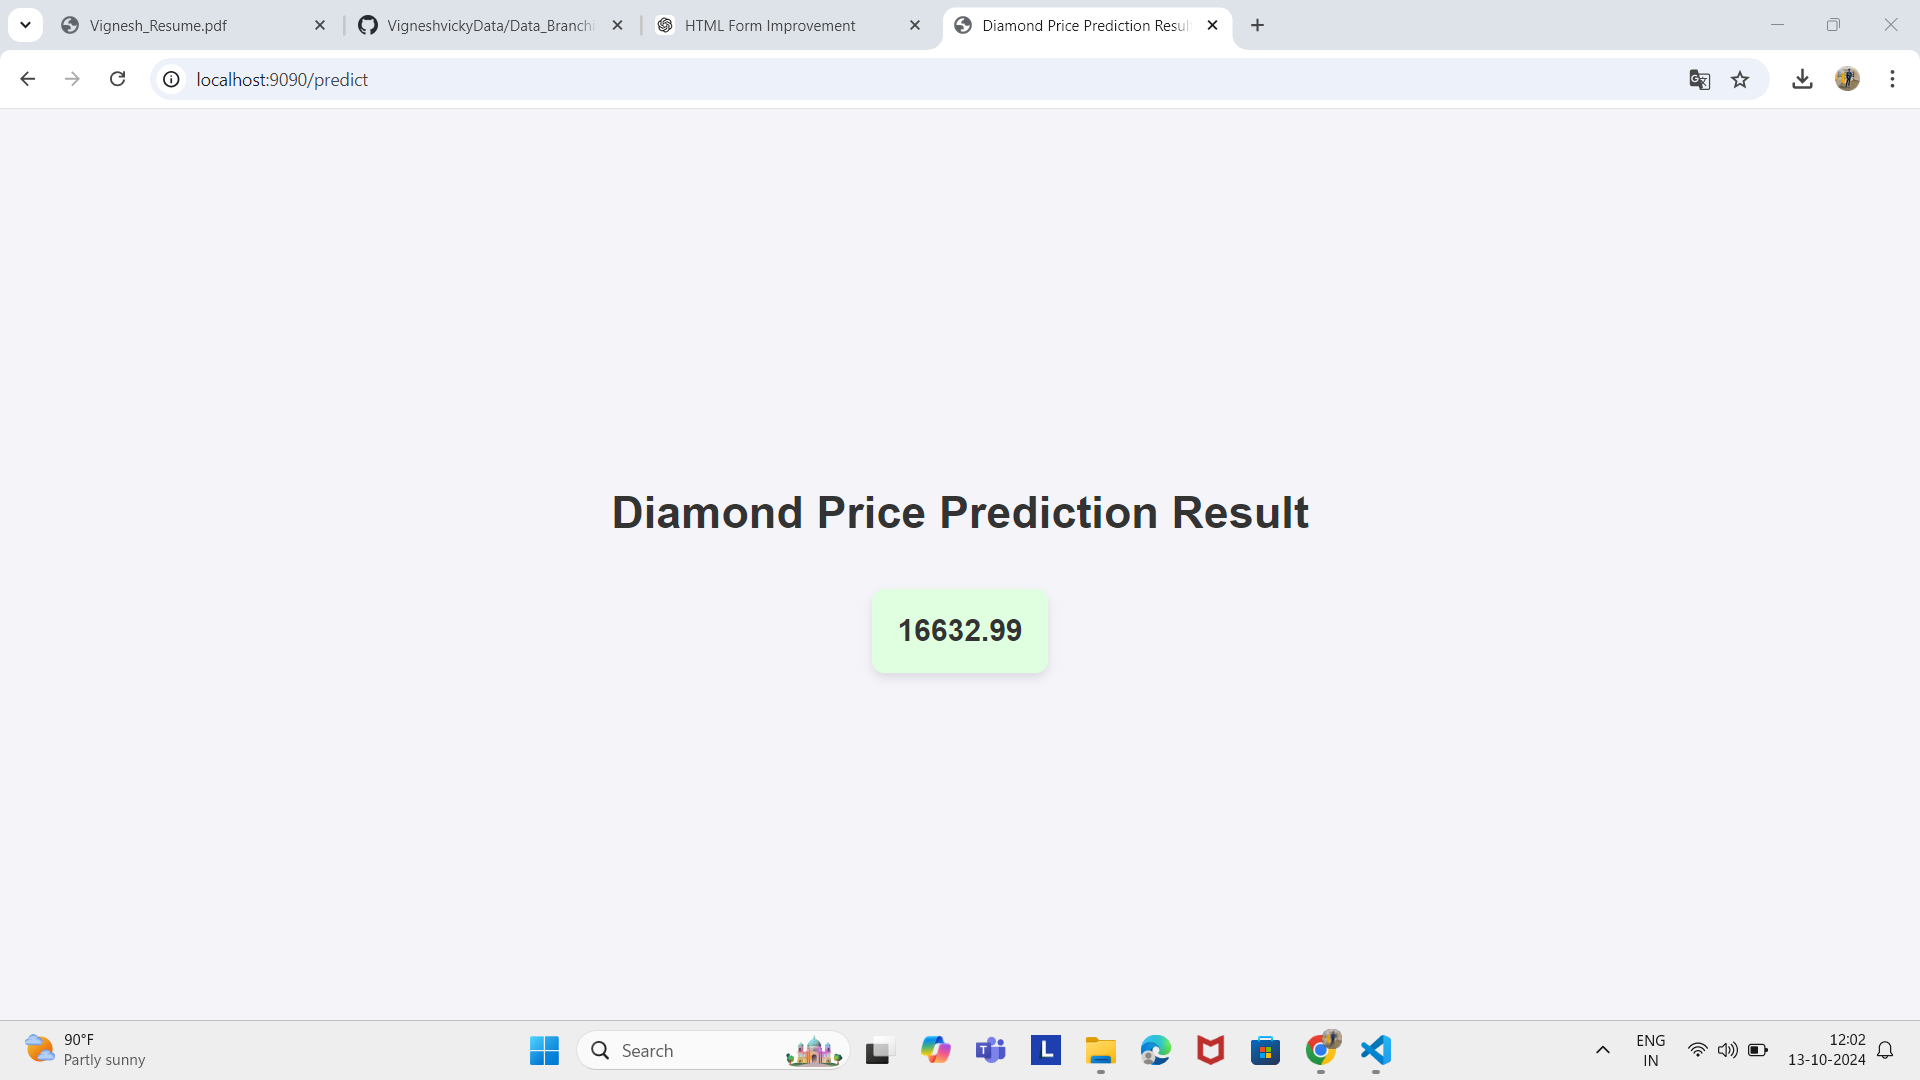 Vignesh_Resume.pdf
VigneshvickyData/Data_Branchi
HTML Form Improvement
Diamond Price Prediction Resul
localhost:9090/predict
Diamond Price Prediction Result
16632.99
90°F
Partly sunny
Search
ENG
IN
12:02
13-10-2024